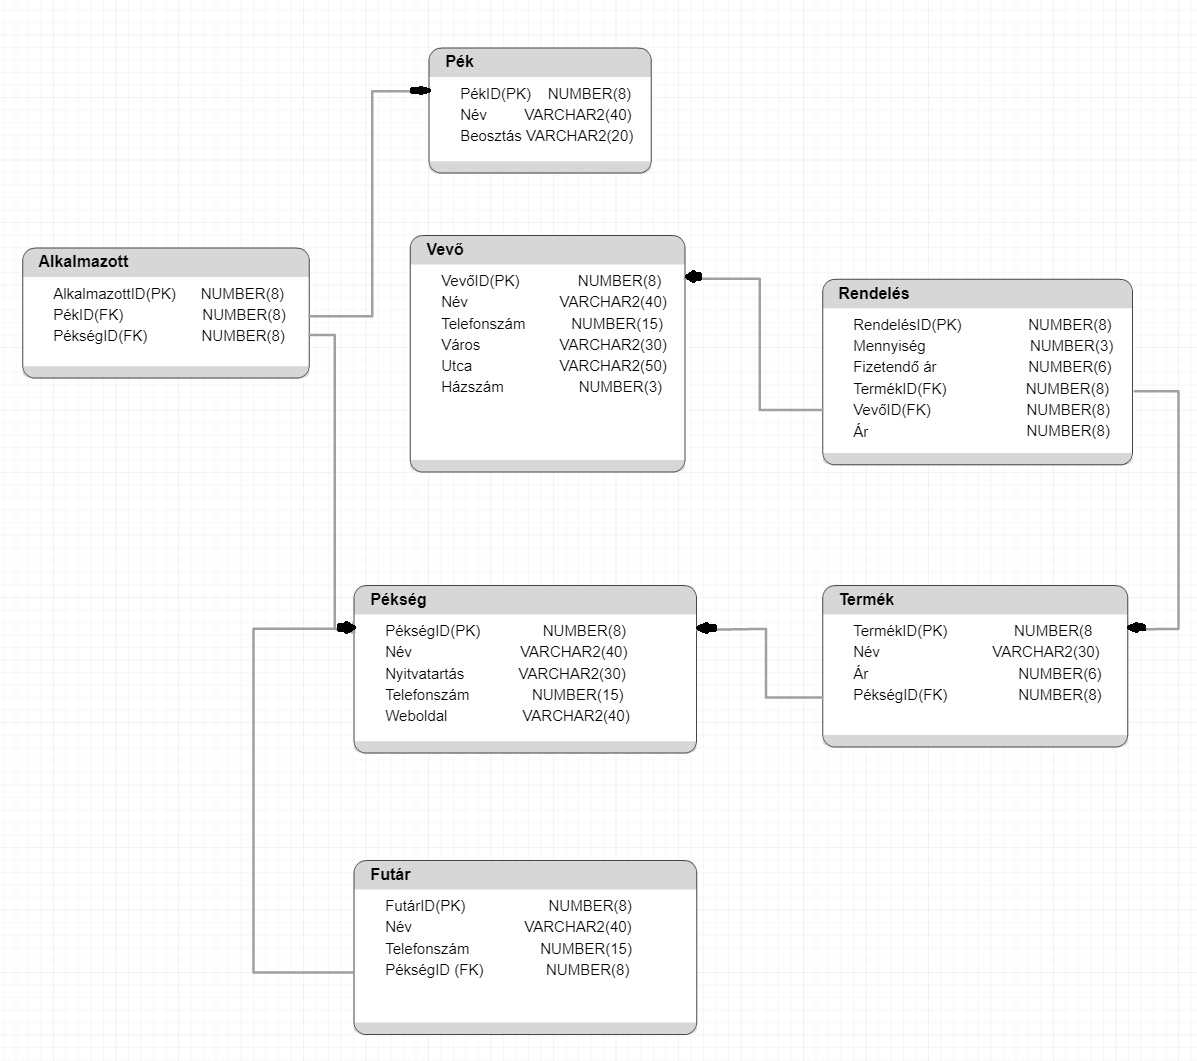 Pék
PékID(PK) NUMBER(8)
Név VARCHAR2(40)
Beosztás VARCHAR2(20)
Alkalmazott
AlkalmazottID(PK) NUMBER(8)
PékID(FK) NUMBER(8)
PékségID(FK) NUMBER(8)
Vevő
VevőID(PK) NUMBER(8)
Név VARCHAR2(40)
Telefonszám NUMBER(15)
Város VARCHAR2(30)
Utca VARCHAR2(50)
Házszám NUMBER(3)
Rendelés
RendelésID(PK) NUMBER(8)
Mennyiség NUMBER(3)
Fizetendő ár NUMBER(6)
TermékID(FK) NUMBER(8)
VevőID(FK) NUMBER(8)
Ár NUMBER(8)
Pékség
PékségID(PK) NUMBER(8)
Név VARCHAR2(40)
Nyitvatartás VARCHAR2(30)
Telefonszám NUMBER(15)
Weboldal VARCHAR2(40)
Termék
TermékID(PK) NUMBER(8
Név VARCHAR2(30)
Ár NUMBER(6)
PékségID(FK) NUMBER(8)
Futár
FutárID(PK) NUMBER(8)
Név VARCHAR2(40)
Telefonszám NUMBER(15)
PékségID (FK) NUMBER(8)